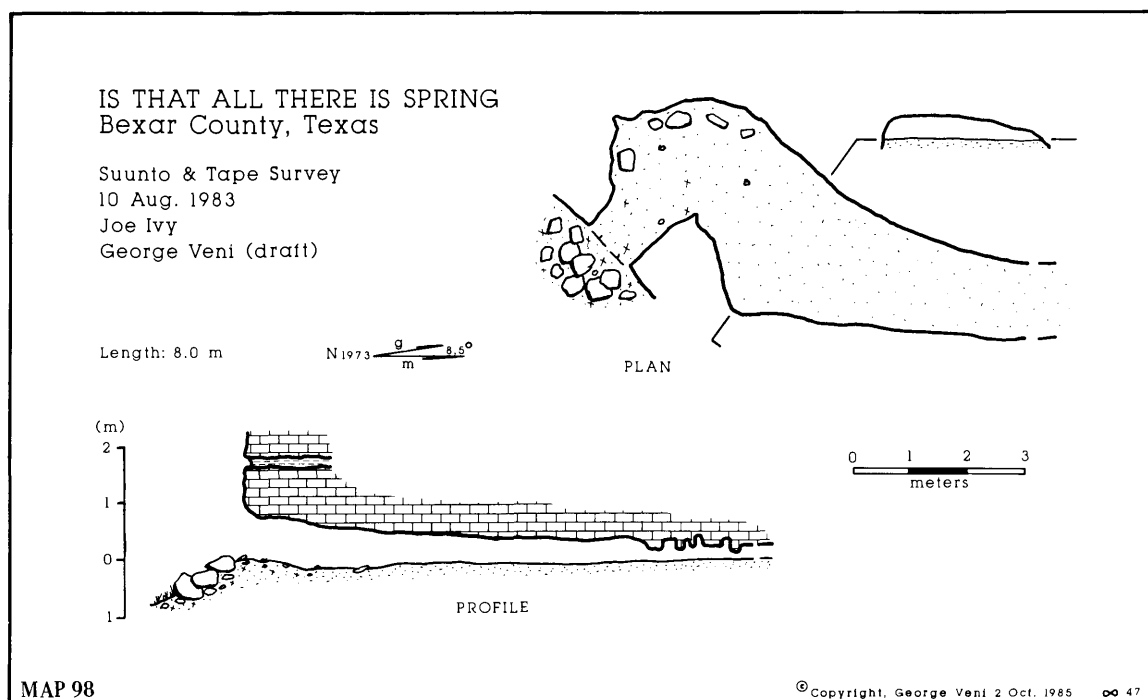 IS THAT ALL THERE IS SPRING
Bexar County, Texas
Suunto & Tape Survey
10 Aug. 1983
Joe Ivy
George Veni (draft)
Length: 8.0 m
N 1973 g 8.5°
m
PLAN
(m)
2
1
0
1
0 1 2 3
meters
PROFILE
MAP 98
© Copyright, George Veni 2 Oct. 1985 ∞ 47